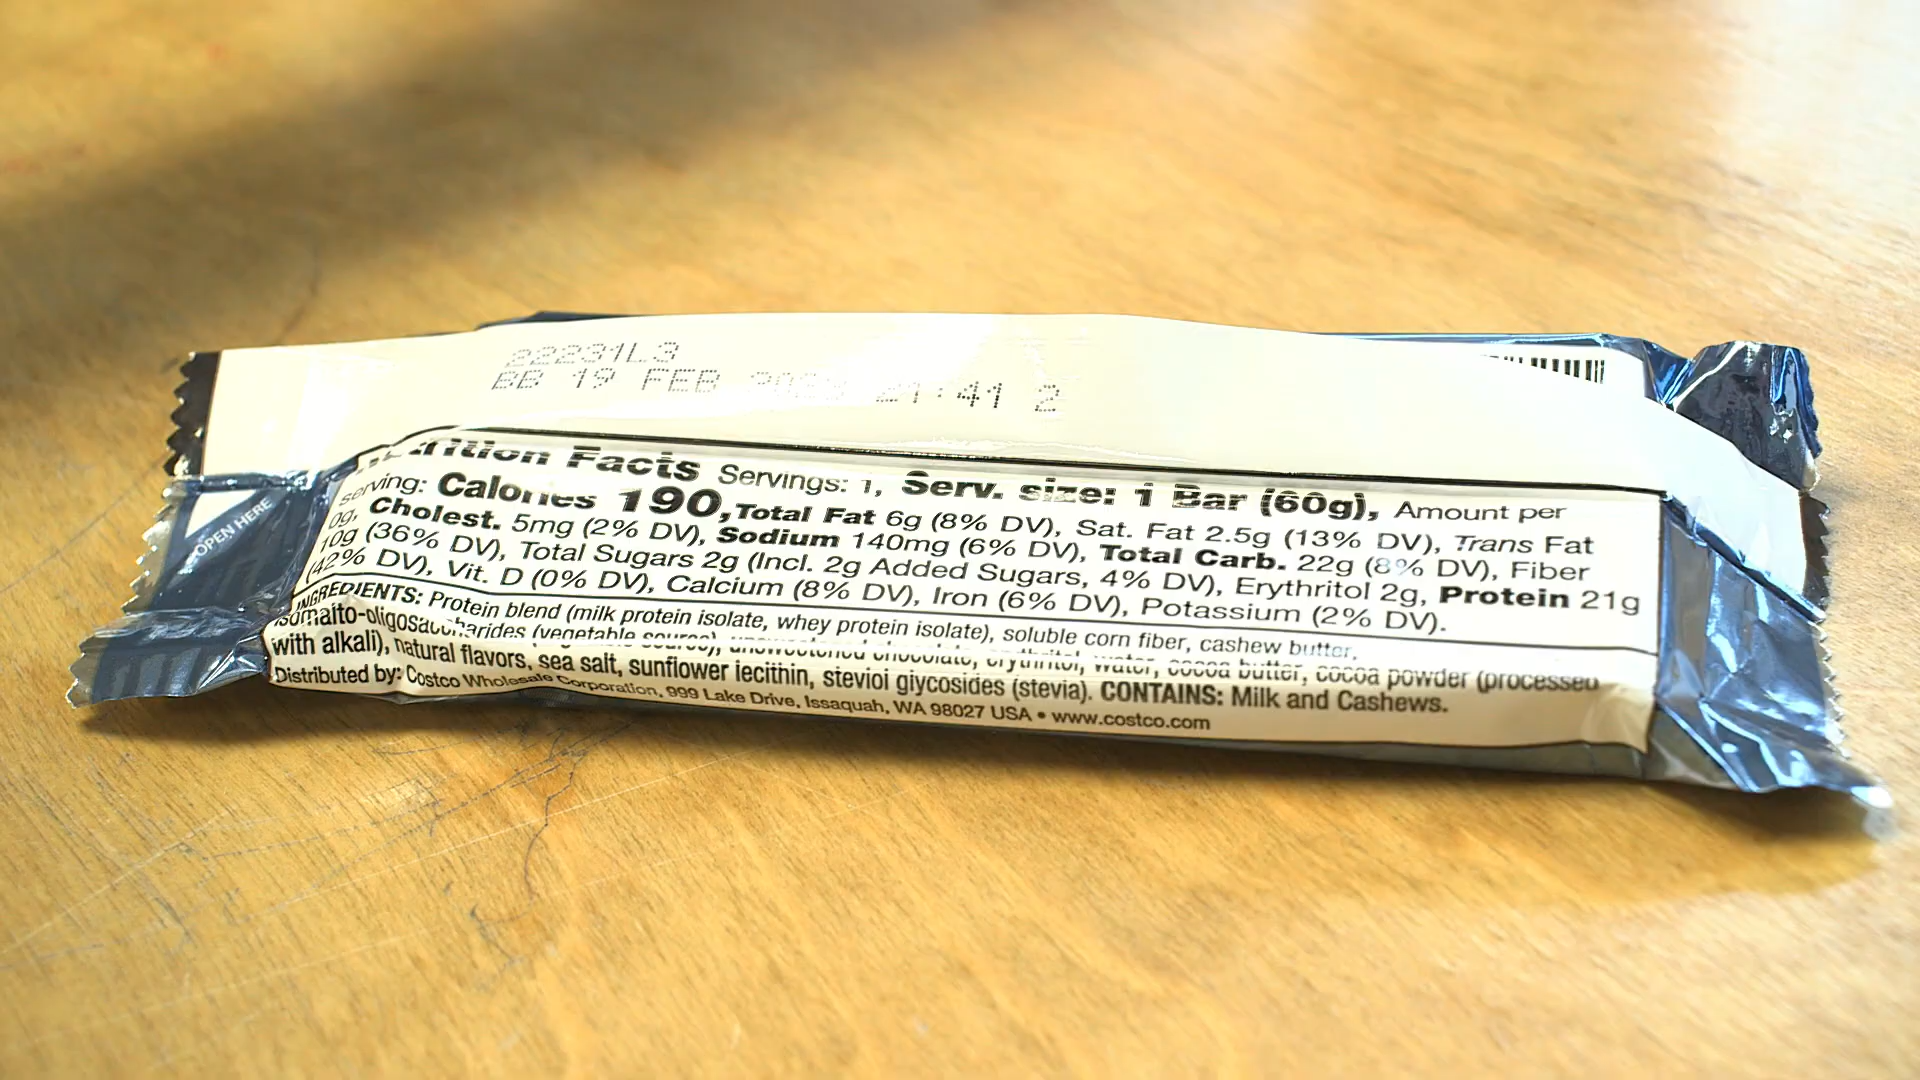 22231L3
BB 19 FEB 21:41 2
OPEN HERE
Nutrition Facts Servings: 1, Serv. size: 1 Bar (60g), Amount per
serving: Calories 190, Total Fat 6g (8% DV), Sat. Fat 2.5g (13% DV), Trans Fat
0g, Cholest. 5mg (2% DV), Sodium 140mg (6% DV), Total Carb. 22g (8% DV), Fiber
10g (36% DV), Total Sugars 2g (Incl. 2g Added Sugars, 4% DV), Erythritol 2g, Protein 21g
(42% DV), Vit. D (0% DV), Calcium (8% DV), Iron (6% DV), Potassium (2% DV).
INGREDIENTS: Protein blend (milk protein isolate, whey protein isolate), soluble corn fiber, cashew butter,
isomalto-oligosaccharides (vegetable source), unsweetened chocolate, erythritol, water, cocoa butter, cocoa powder (processed
with alkali), natural flavors, sea salt, sunflower lecithin, steviol glycosides (stevia). CONTAINS: Milk and Cashews.
Distributed by: Costco Wholesale Corporation, 999 Lake Drive, Issaquah, WA 98027 USA • www.costco.com